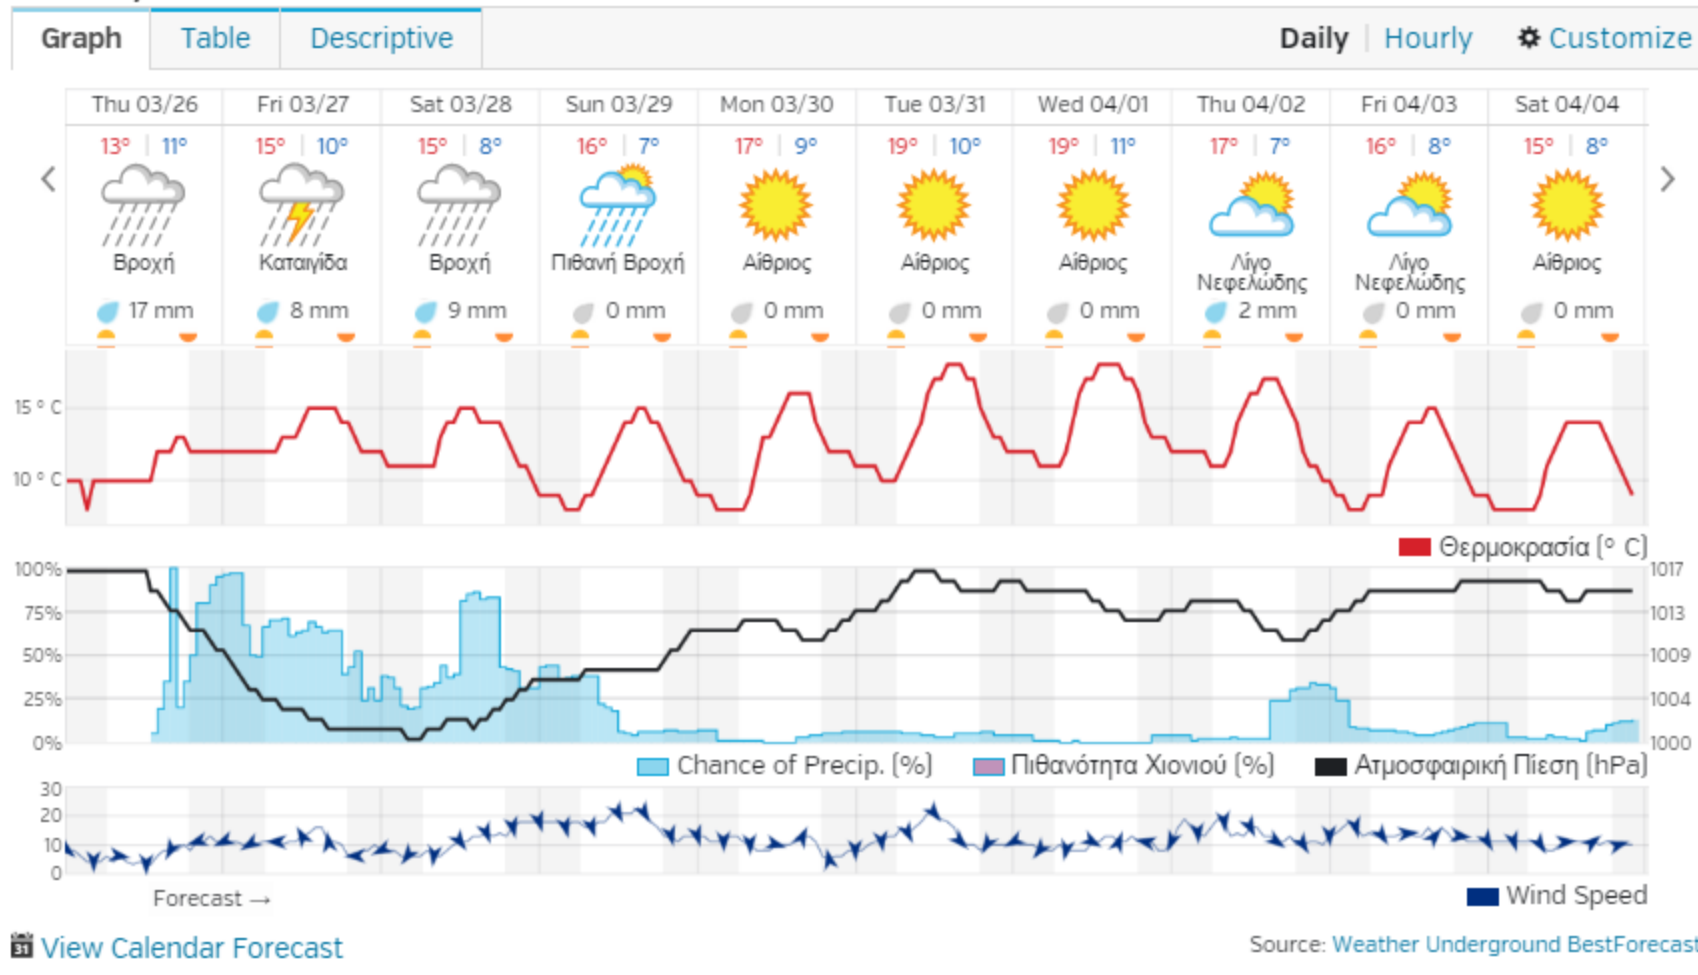 Graph Table Descriptive Daily Hourly Customize
Thu 03/26 Fri 03/27 Sat 03/28 Sun 03/29 Mon 03/30 Tue 03/31 Wed 04/01 Thu 04/02 Fri 04/03 Sat 04/04
13° 11° 15° 10° 15° 8° 16° 7° 17° 9° 19° 10° 19° 11° 17° 7° 16° 8° 15° 8°
Βροχή Καταιγίδα Βροχή Πιθανή Βροχή Αίθριος Αίθριος Αίθριος Λίγο Λίγο Αίθριος
Νεφελώδης Νεφελώδης
17 mm 8 mm 9 mm 0 mm 0 mm 0 mm 0 mm 2 mm 0 mm 0 mm
15 ° C
10 ° C
Θερμοκρασία (° C)
100% 1017
75% 1013
50% 1009
25% 1004
0% 1000
Chance of Precip. (%) Πιθανότητα Χιονιού (%) Ατμοσφαιρική Πίεση (hPa)
30
20
10
0
Forecast →
Wind Speed
31 View Calendar Forecast
Source: Weather Underground BestForecast